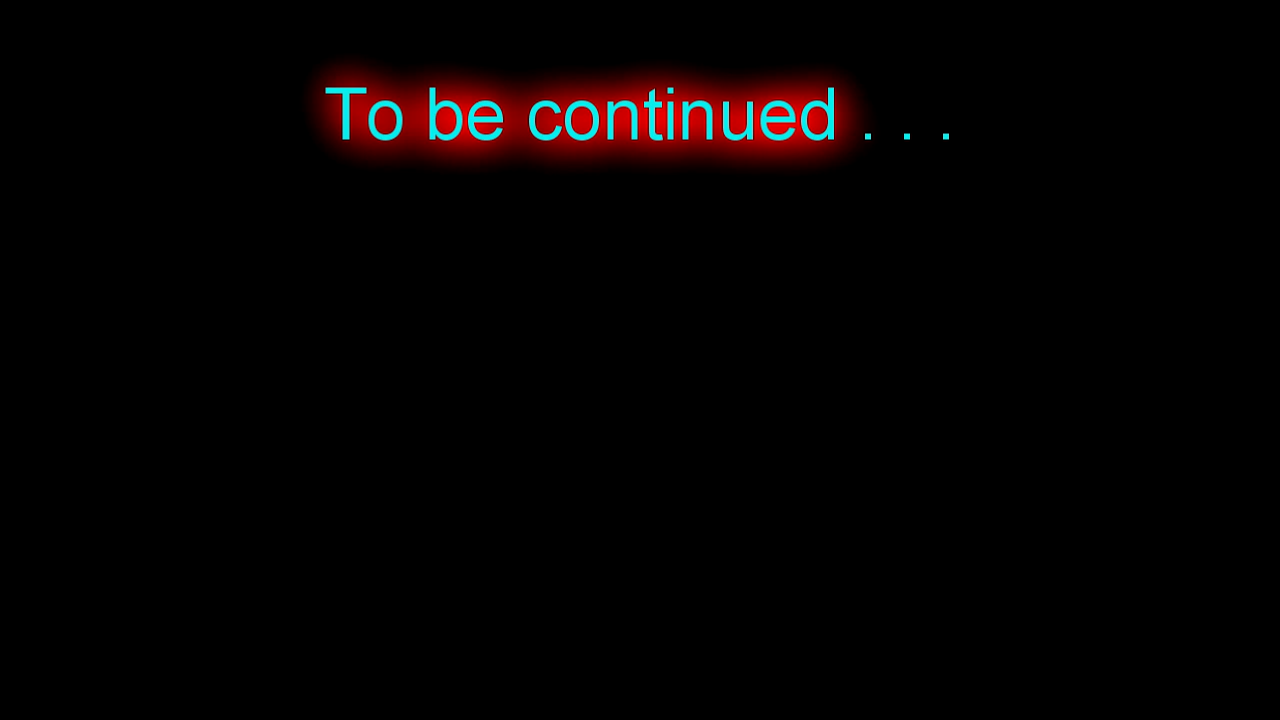 To be continued . . .